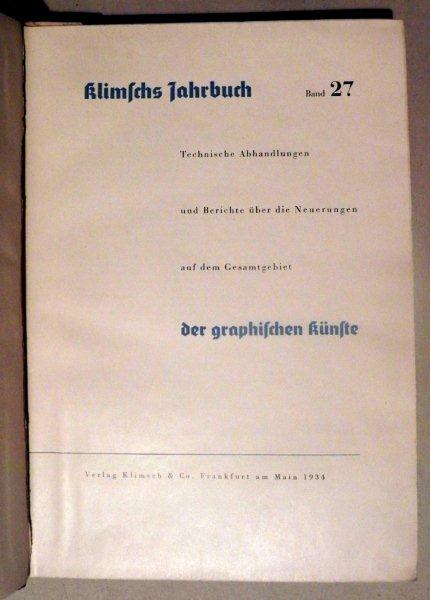 Klimſchs Jahrbuch Band 27
Technische Abhandlungen
und Berichte über die Neuerungen
auf dem Gesamtgebiet
der graphiſchen Künſte
Verlag Klimsch & Co. Frankfurt am Main 1934